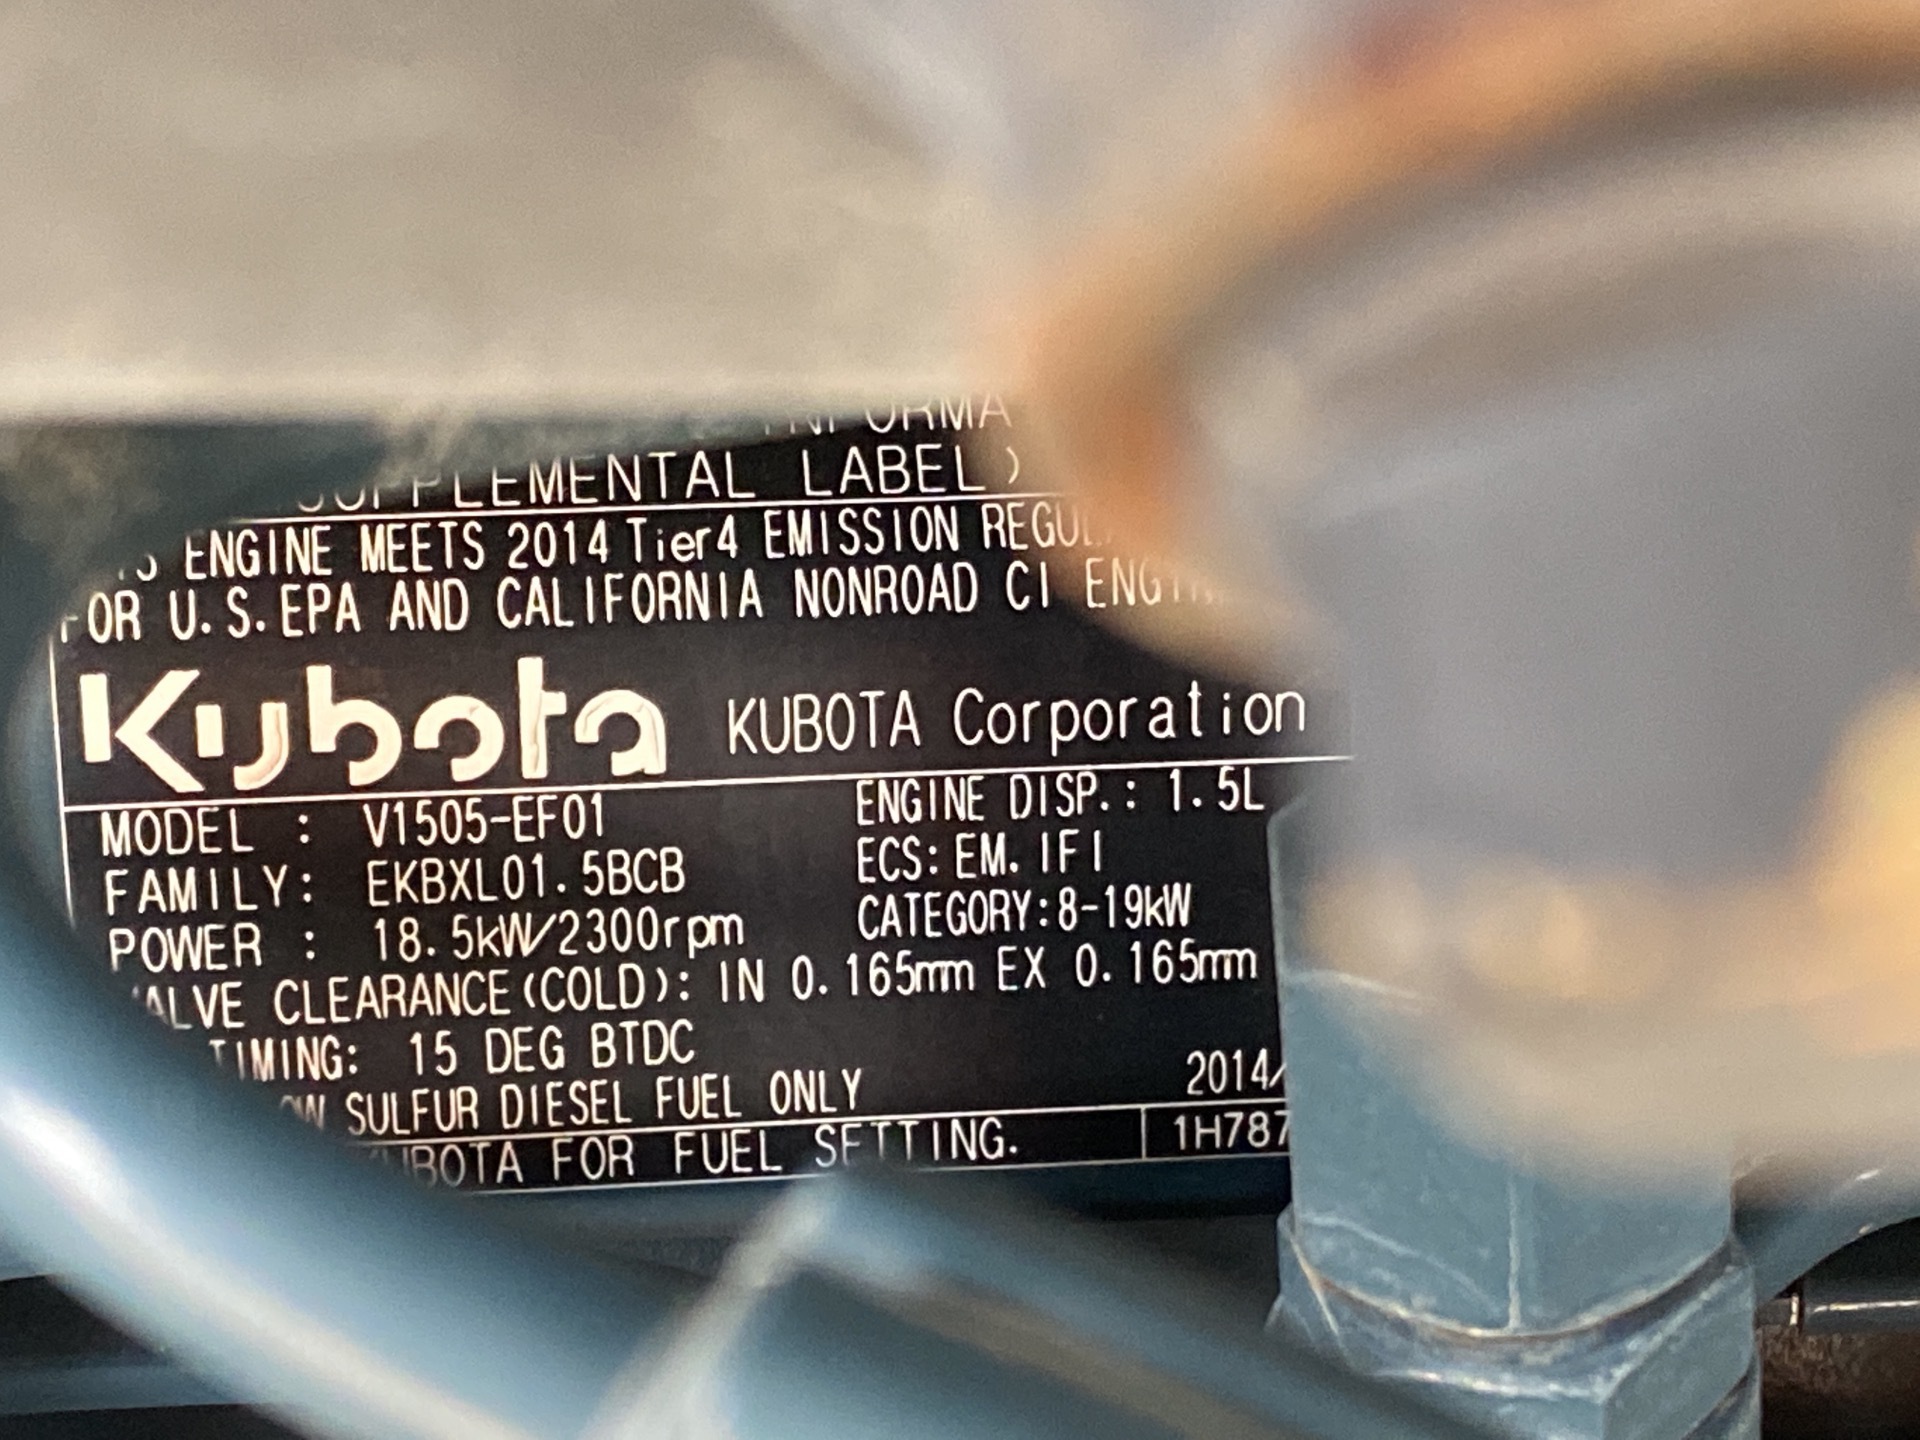 LABEL)
ENGINE MEETS 2014 Tier4 EMISSION
FOR U.S.EPA AND CALIFORNIA NONROAD CI
Kubota KUBOTA Corporation
MODEL : V1505-EF01 ENGINE DISP.: 1.5L
FAMILY: EKBXL01.5BCB ECS: EM. IFI
POWER : 18.5kW/2300rpm CATEGORY:8-19kW
CLEARANCE(COLD): IN 0.165mm EX 0.165mm
TIMING: 15 DEG BTDC
SULFUR DIESEL FUEL ONLY 2014/
FOR FUEL SETTING. 1H787